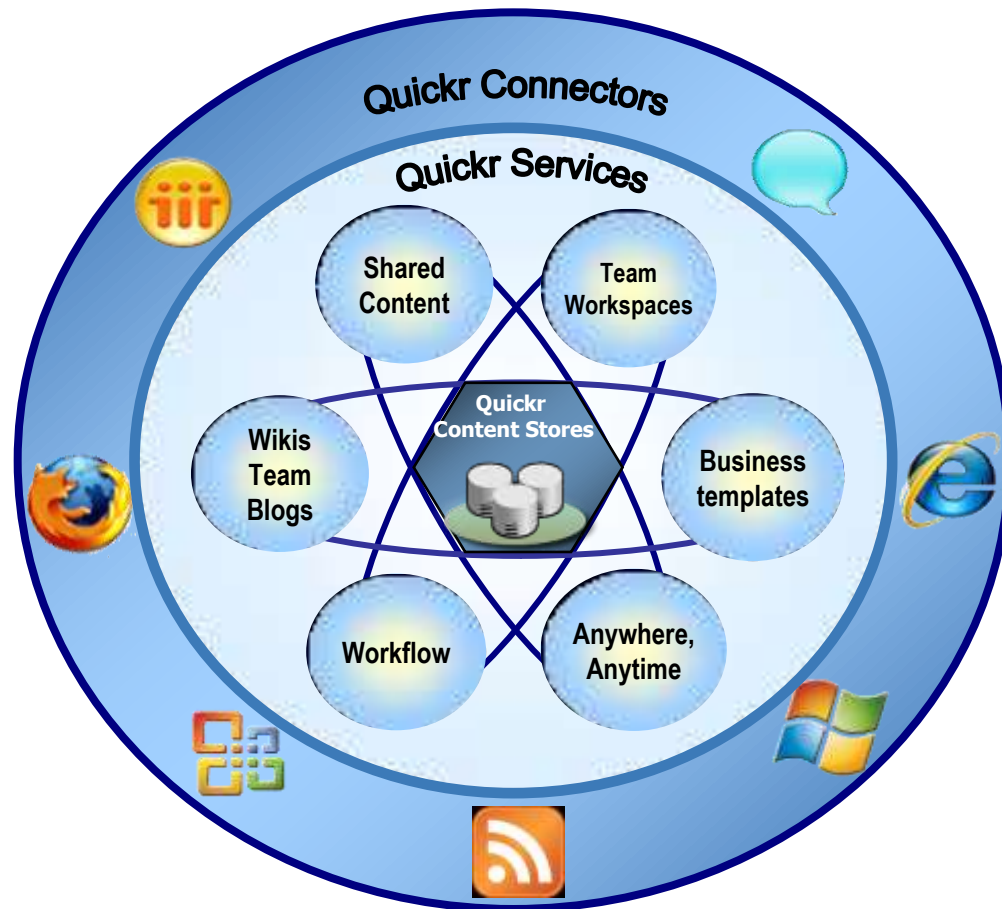 Quickr Connectors
Quickr Services
Shared
Content
Team
Workspaces
Quickr
Content Stores
Wikis
Team
Blogs
Business
templates
Workflow
Anywhere,
Anytime